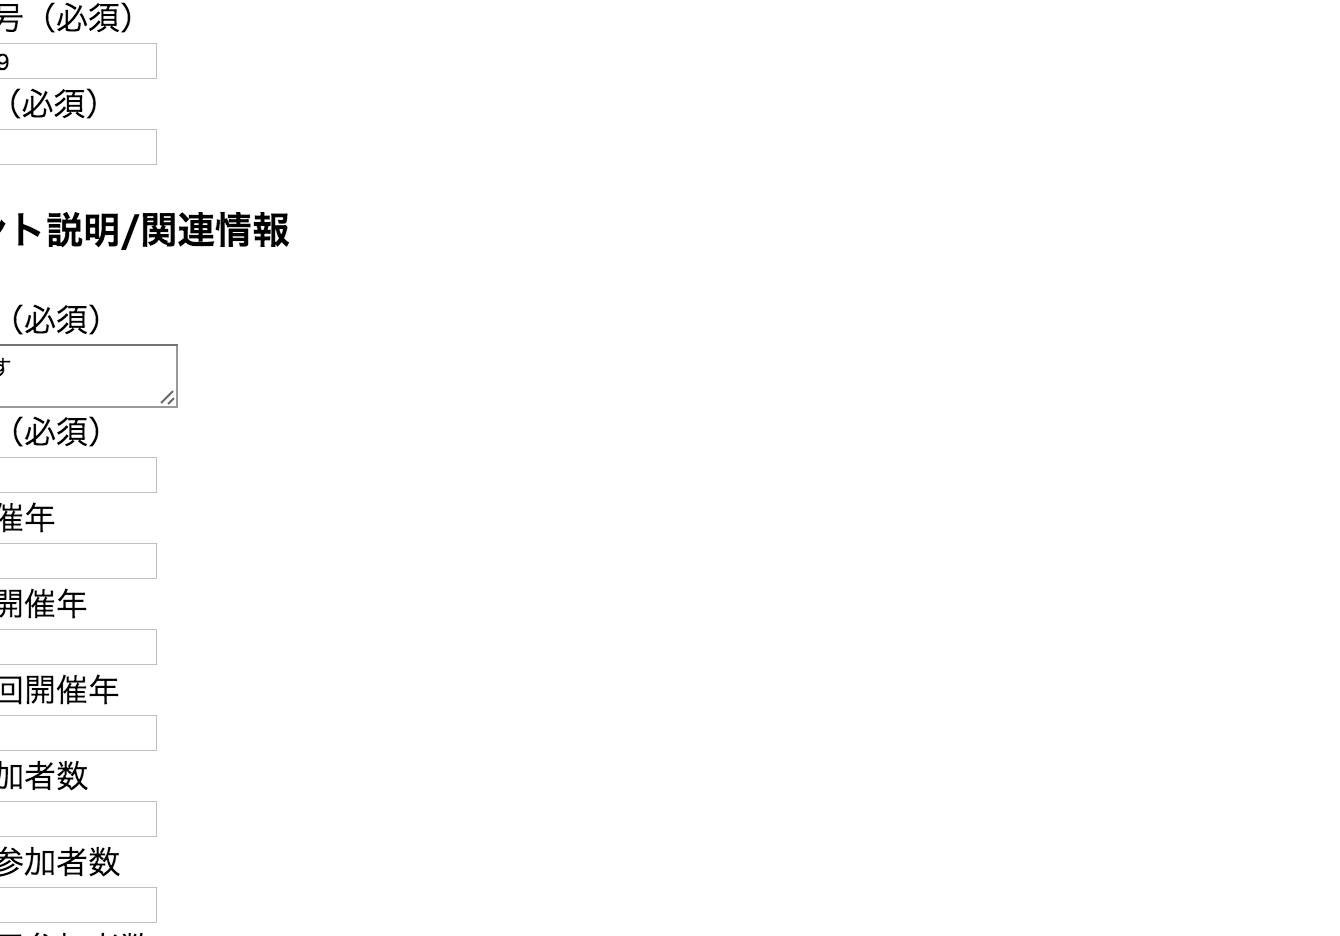 号（必須）
9
（必須）
ント説明/関連情報
（必須）
す
（必須）
催年
開催年
回開催年
加者数
参加者数